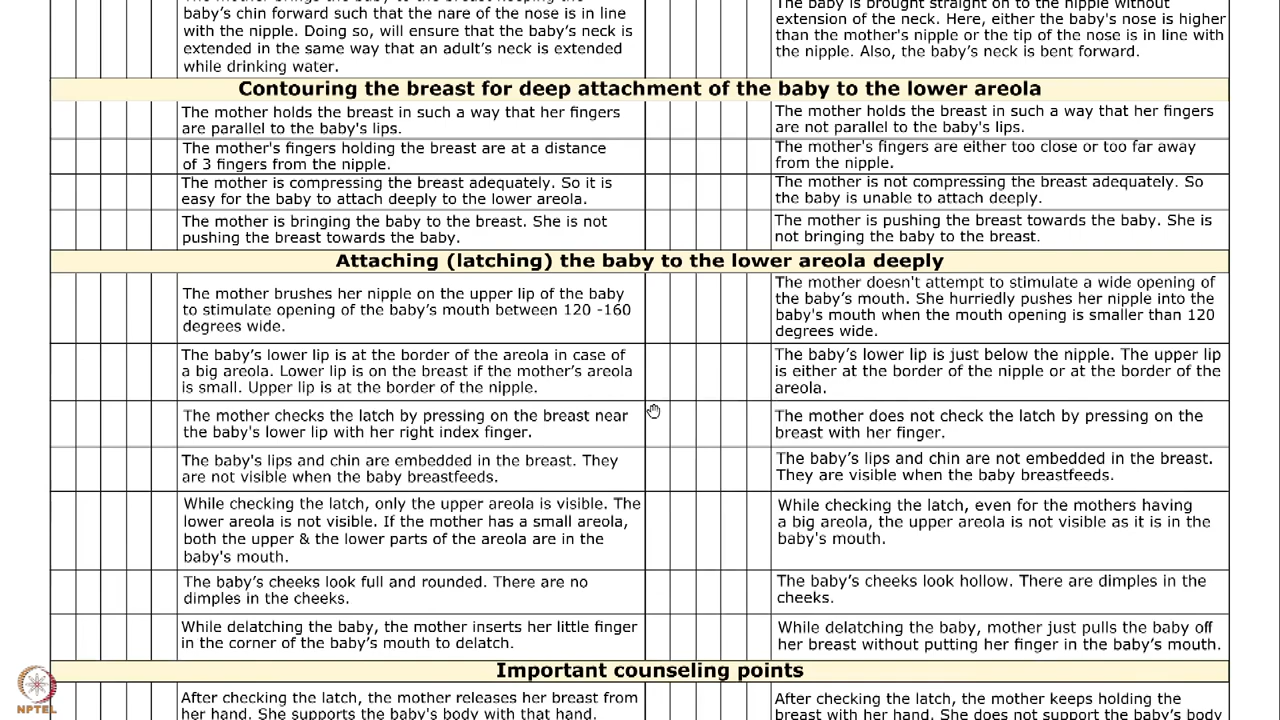 The mother brings the baby to the breast keeping the
baby's chin forward such that the nare of the nose is in line
with the nipple. Doing so, will ensure that the baby's neck is
extended in the same way that an adult's neck is extended
while drinking water.
The baby is brought straight on to the nipple without
extension of the neck. Here, either the baby's nose is higher
than the mother's nipple or the tip of the nose is in line with
the nipple. Also, the baby's neck is bent forward.
Contouring the breast for deep attachment of the baby to the lower areola
The mother holds the breast in such a way that her fingers
are parallel to the baby's lips.
The mother holds the breast in such a way that her fingers
are not parallel to the baby's lips.
The mother's fingers holding the breast are at a distance
of 3 fingers from the nipple.
The mother's fingers are either too close or too far away
from the nipple.
The mother is compressing the breast adequately. So it is
easy for the baby to attach deeply to the lower areola.
The mother is not compressing the breast adequately. So
the baby is unable to attach deeply.
The mother is bringing the baby to the breast. She is not
pushing the breast towards the baby.
The mother is pushing the breast towards the baby. She is
not bringing the baby to the breast.
Attaching (latching) the baby to the lower areola deeply
The mother brushes her nipple on the upper lip of the baby
to stimulate opening of the baby's mouth between 120 -160
degrees wide.
The mother doesn't attempt to stimulate a wide opening of
the baby's mouth. She hurriedly pushes her nipple into the
baby's mouth when the mouth opening is smaller than 120
degrees wide.
The baby's lower lip is at the border of the areola in case of
a big areola. Lower lip is on the breast if the mother's areola
is small. Upper lip is at the border of the nipple.
The baby's lower lip is just below the nipple. The upper lip
is either at the border of the nipple or at the border of the
areola.
The mother checks the latch by pressing on the breast near
the baby's lower lip with her right index finger.
The mother does not check the latch by pressing on the
breast with her finger.
The baby's lips and chin are embedded in the breast. They
are not visible when the baby breastfeeds.
The baby's lips and chin are not embedded in the breast.
They are visible when the baby breastfeeds.
While checking the latch, only the upper areola is visible. The
lower areola is not visible. If the mother has a small areola,
both the upper & the lower parts of the areola are in the
baby's mouth.
While checking the latch, even for the mothers having
a big areola, the upper areola is not visible as it is in the
baby's mouth.
The baby's cheeks look full and rounded. There are no
dimples in the cheeks.
The baby's cheeks look hollow. There are dimples in the
cheeks.
While delatching the baby, the mother inserts her little finger
in the corner of the baby's mouth to delatch.
While delatching the baby, mother just pulls the baby off
her breast without putting her finger in the baby's mouth.
Important counseling points
After checking the latch, the mother releases her breast from
her hand. She supports the baby's body with that hand.
After checking the latch, the mother keeps holding the
breast with her hand. She does not support the baby's body
NPTEL